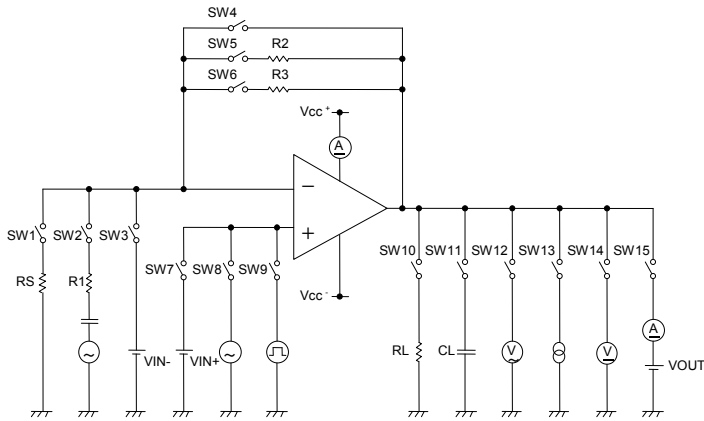 SW4
SW5 R2
SW6 R3
Vcc+
A
−
+
SW1 SW2 SW3
SW7 SW8 SW9
SW10 SW11 SW12 SW13 SW14 SW15
RS R1
Vcc-
VIN- VIN+
RL CL V V
A
VOUT